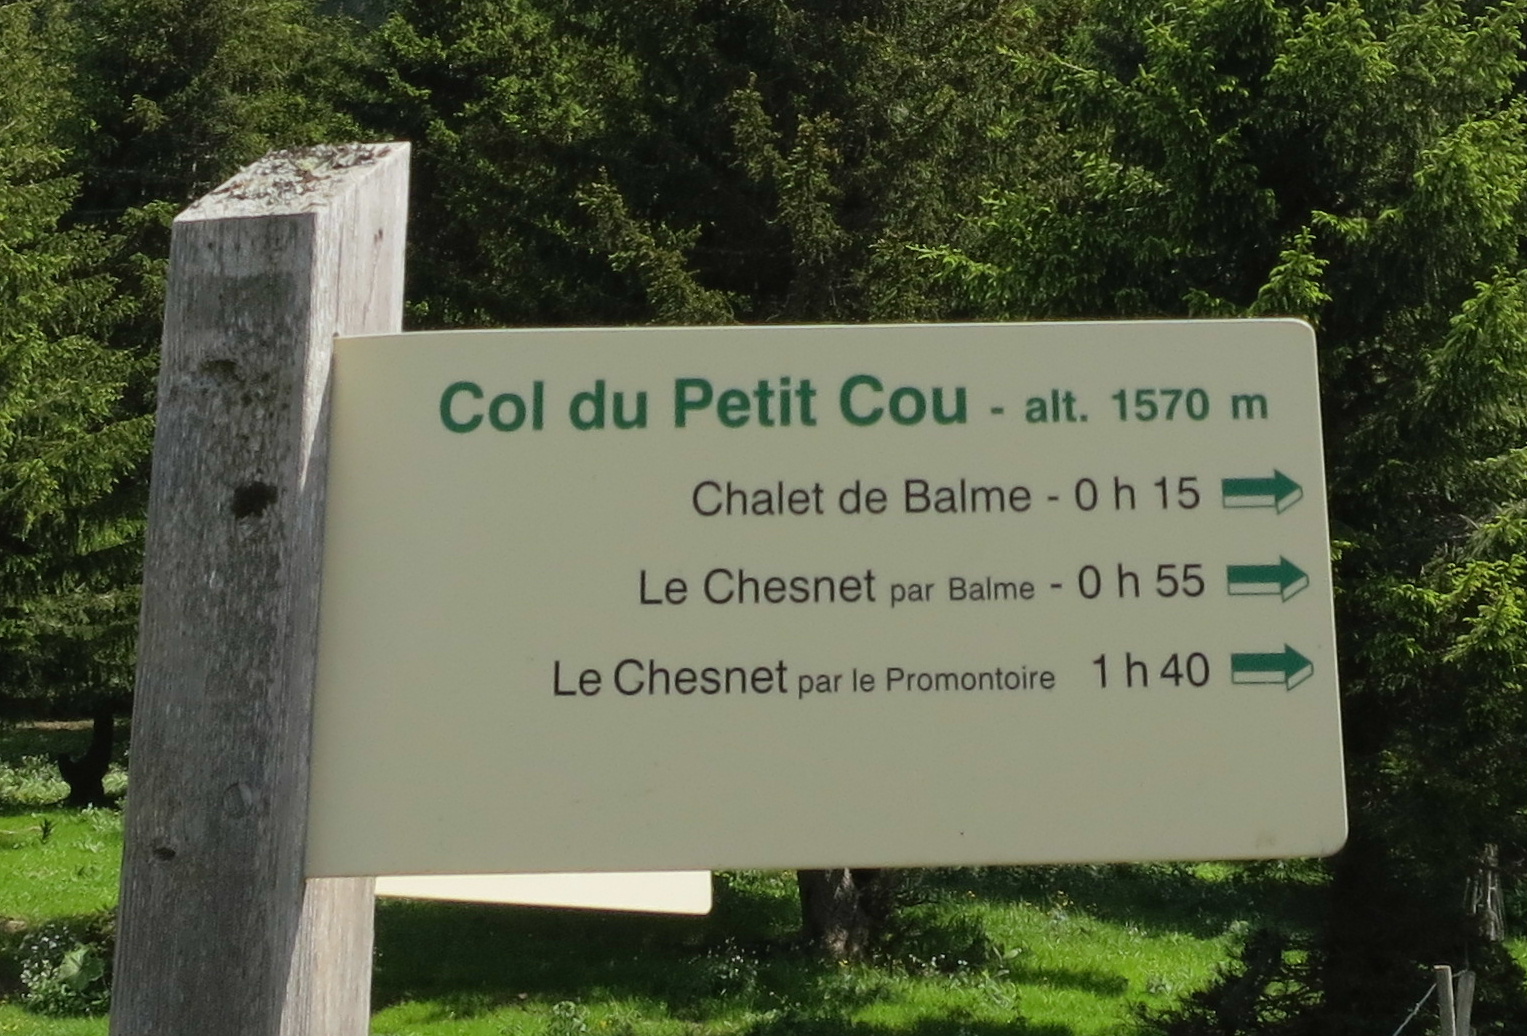 Col du Petit Cou - alt. 1570 m
Chalet de Balme - 0 h 15
Le Chesnet par Balme - 0 h 55
Le Chesnet par le Promontoire 1 h 40